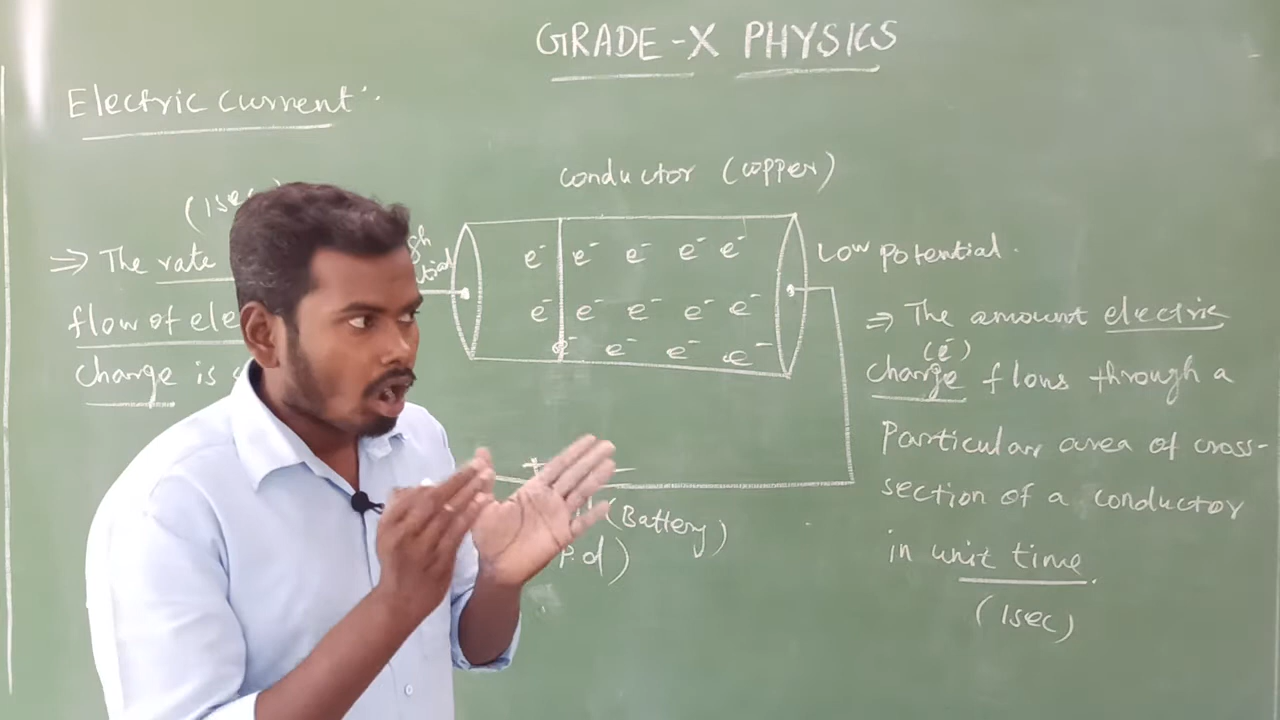 GRADE-X PHYSICS
Electric current:
(1sec)
⇒ The rate
flow of ele
charge is
conductor (copper)
e⁻ e⁻ e⁻ e⁻ e⁻
e⁻ e⁻ e⁻ e⁻ e⁻
e⁻ e⁻ e⁻ e⁻
Low potential.
+ —
(Battery)
P.d)
⇒ The amount electric
(e⁻)
charge flows through a
Particular area of cross-
section of a conductor
in unit time.
(1sec)